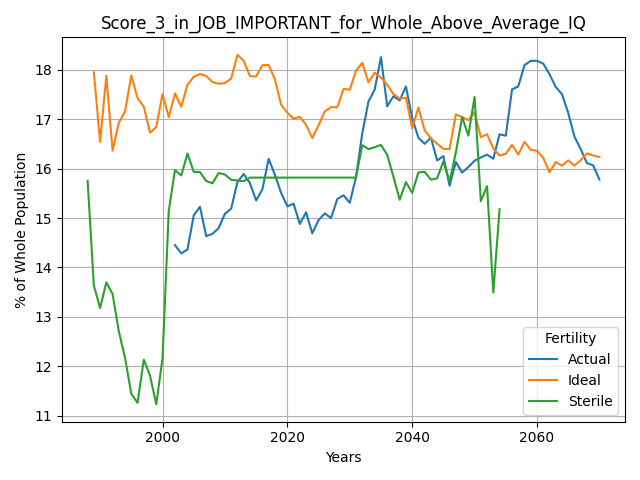 Score_3_in_JOB_IMPORTANT_for_Whole_Above_Average_IQ
% of Whole Population
18
17
16
15
14
13
12
11
2000
2020
2040
2060
Years
Fertility
Actual
Ideal
Sterile